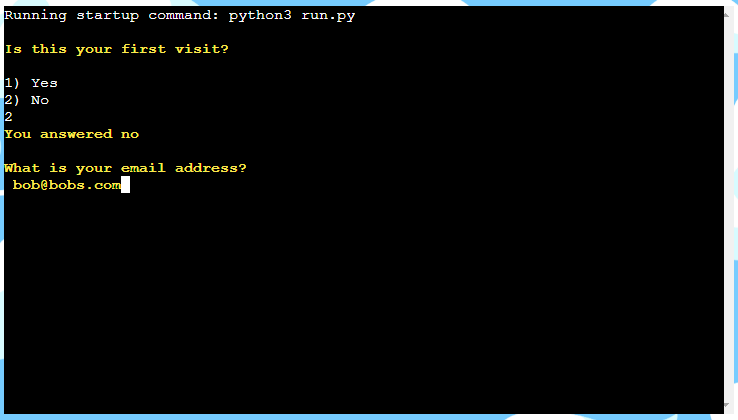 Running startup command: python3 run.py
Is this your first visit?
1) Yes
2) No
2
You answered no
What is your email address?
bob@bobs.com